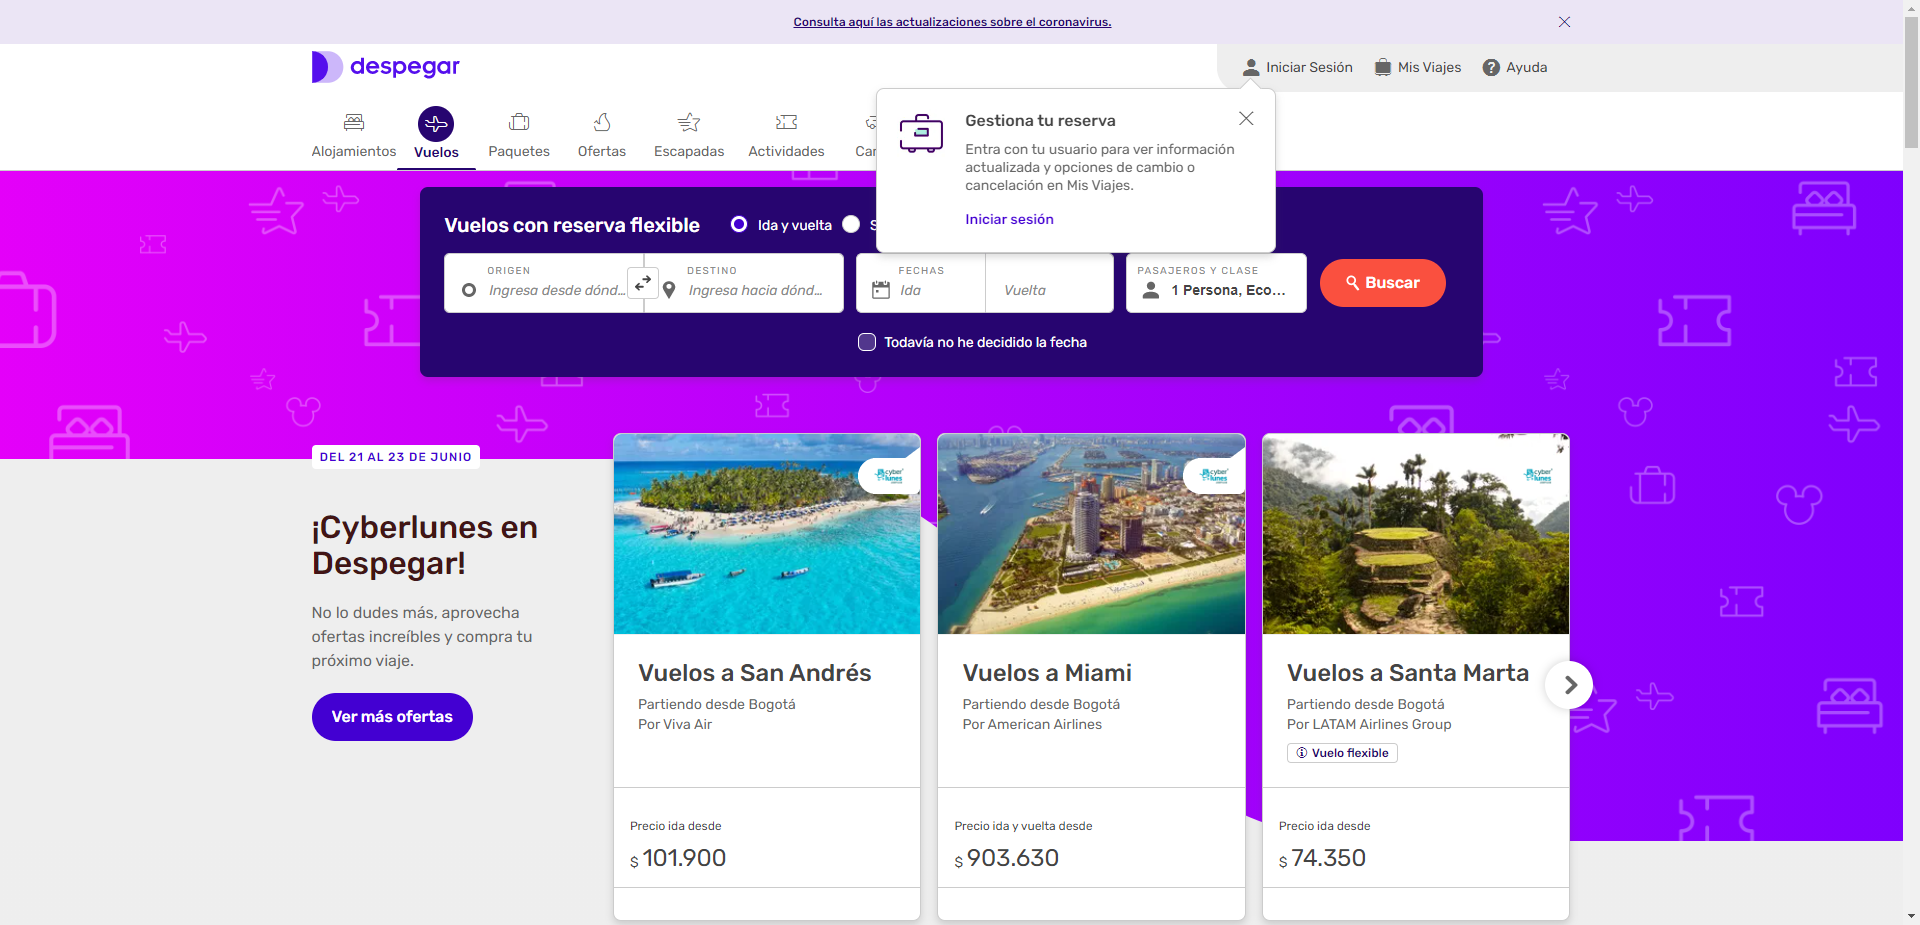 Consulta aquí las actualizaciones sobre el coronavirus.
despegar
Iniciar Sesión
Mis Viajes
Ayuda
Alojamientos
Vuelos
Paquetes
Ofertas
Escapadas
Actividades
Gestiona tu reserva
Entra con tu usuario para ver información
actualizada y opciones de cambio o
cancelación en Mis Viajes.
Iniciar sesión
Vuelos con reserva flexible
Ida y vuelta
ORIGEN
Ingresa desde dónd...
DESTINO
Ingresa hacia dónd...
FECHAS
Ida
Vuelta
PASAJEROS Y CLASE
1 Persona, Eco...
Buscar
Todavía no he decidido la fecha
DEL 21 AL 23 DE JUNIO
¡Cyberlunes en
Despegar!
No lo dudes más, aprovecha
ofertas increíbles y compra tu
próximo viaje.
Ver más ofertas
cyber
lunes
Vuelos a San Andrés
Partiendo desde Bogotá
Por Viva Air
Precio ida desde
$ 101.900
cyber
lunes
Vuelos a Miami
Partiendo desde Bogotá
Por American Airlines
Precio ida y vuelta desde
$ 903.630
cyber
lunes
Vuelos a Santa Marta
Partiendo desde Bogotá
Por LATAM Airlines Group
Vuelo flexible
Precio ida desde
$ 74.350